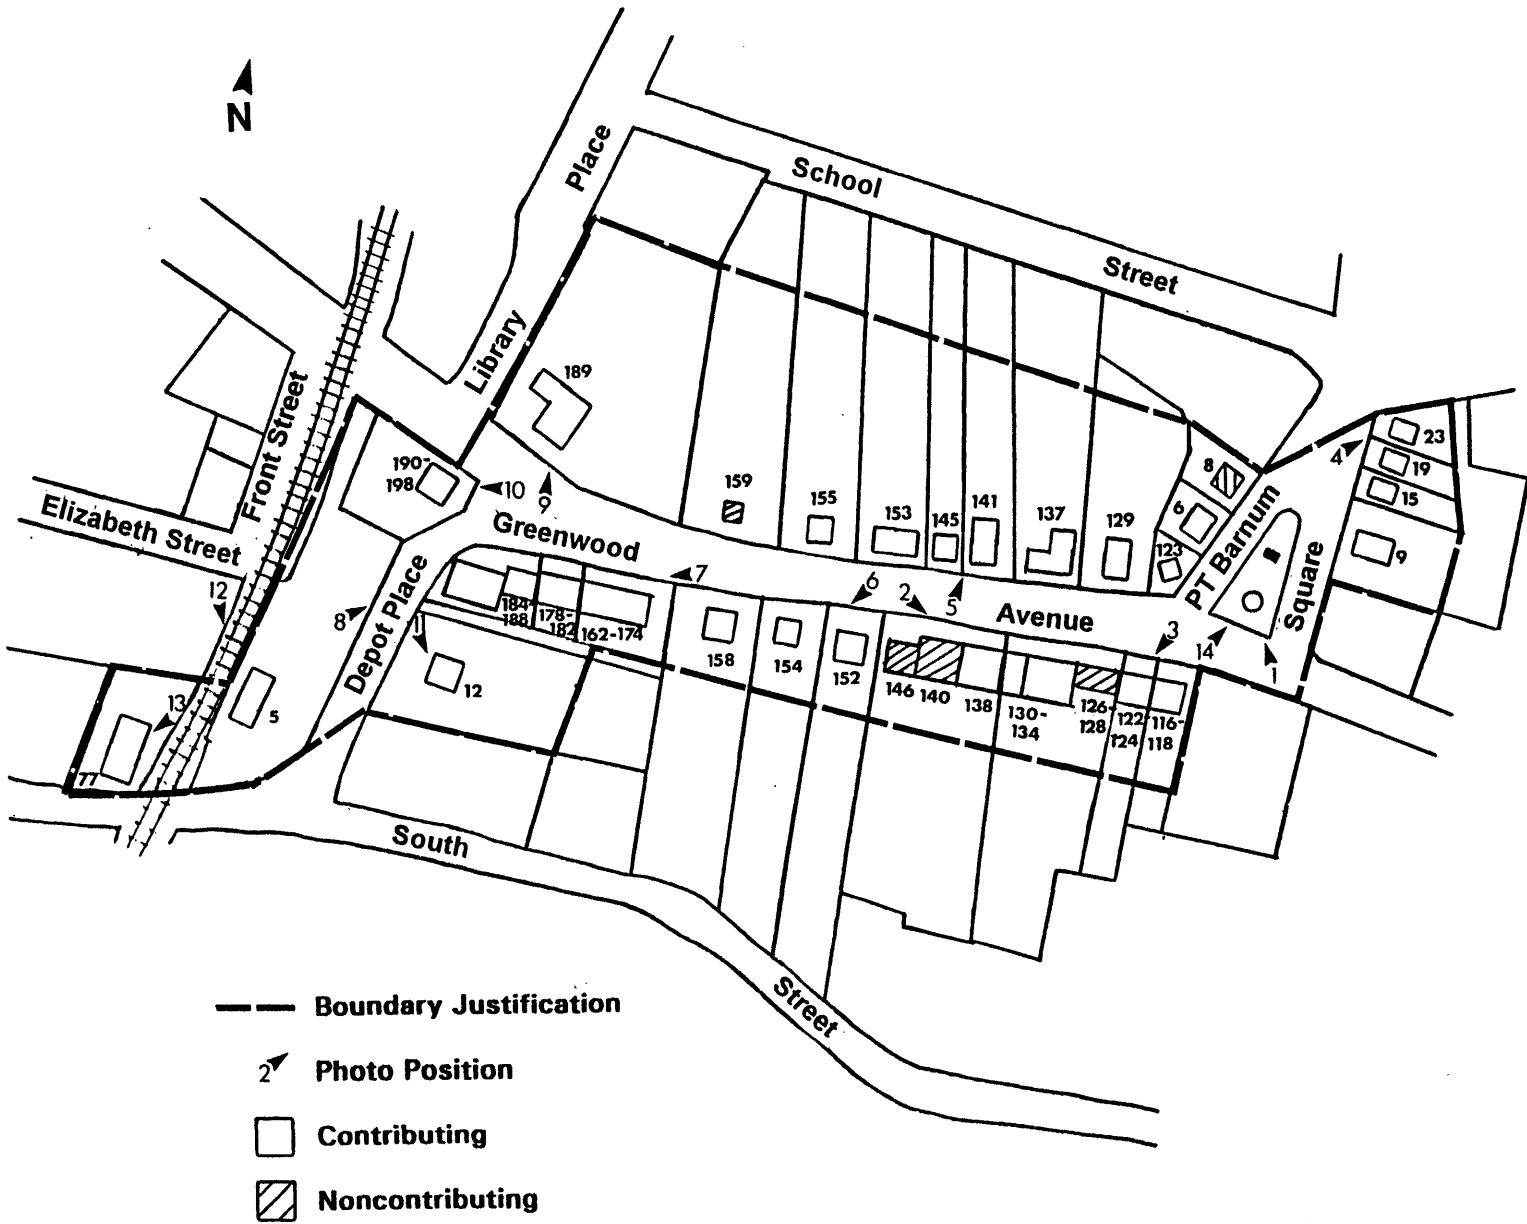 N
Place
School
Street
Library
189
Front Street
190-
198
10
9
Elizabeth Street
Greenwood
159
155
153
145
141
137
129
123
6
8
PT Barnum
Square
4
23
19
15
9
12
8
Depot Place
11
7
6
2
5
Avenue
3
14
1
184-
188
178-
182
162-174
158
154
152
146
140
138
130-
134
126-
128
122-
124
116-
118
12
5
13
77
South
Street
Boundary Justification
2 Photo Position
Contributing
Noncontributing